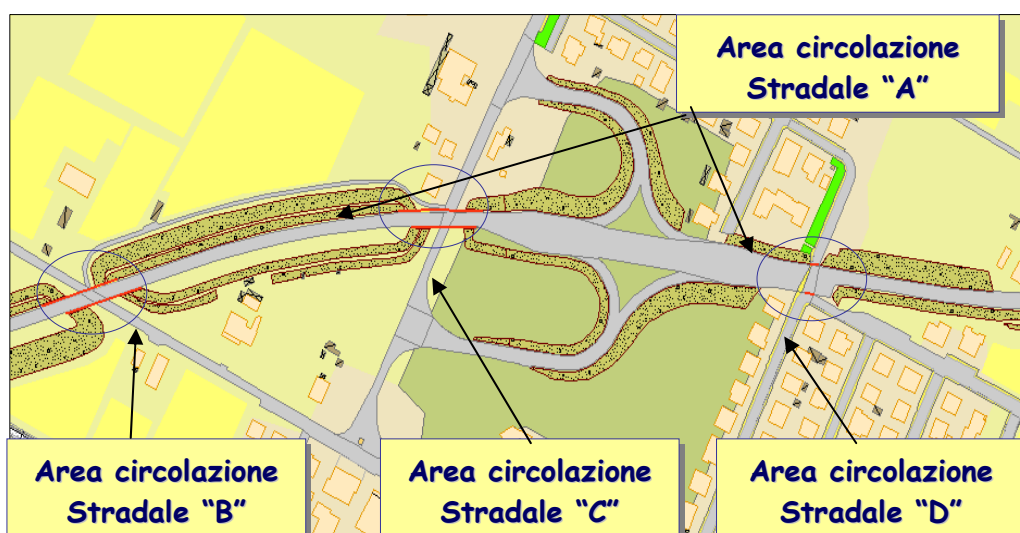 Area circolazione
Stradale “A”
Area circolazione
Stradale “B”
Area circolazione
Stradale “C”
Area circolazione
Stradale “D”